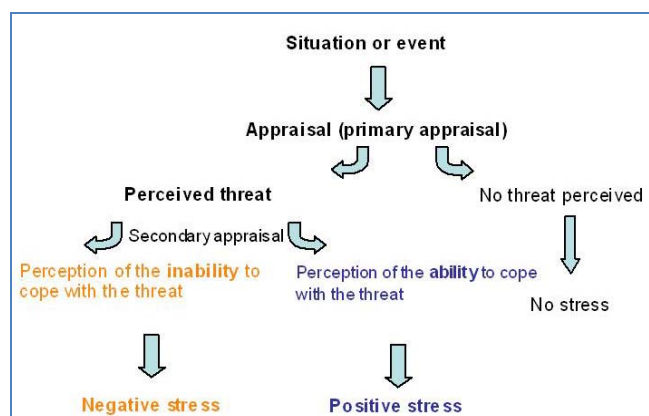 Situation or event
Appraisal (primary appraisal)
Perceived threat
No threat perceived
Secondary appraisal
Perception of the inability to
cope with the threat
Perception of the ability to cope
with the threat
No stress
Negative stress
Positive stress